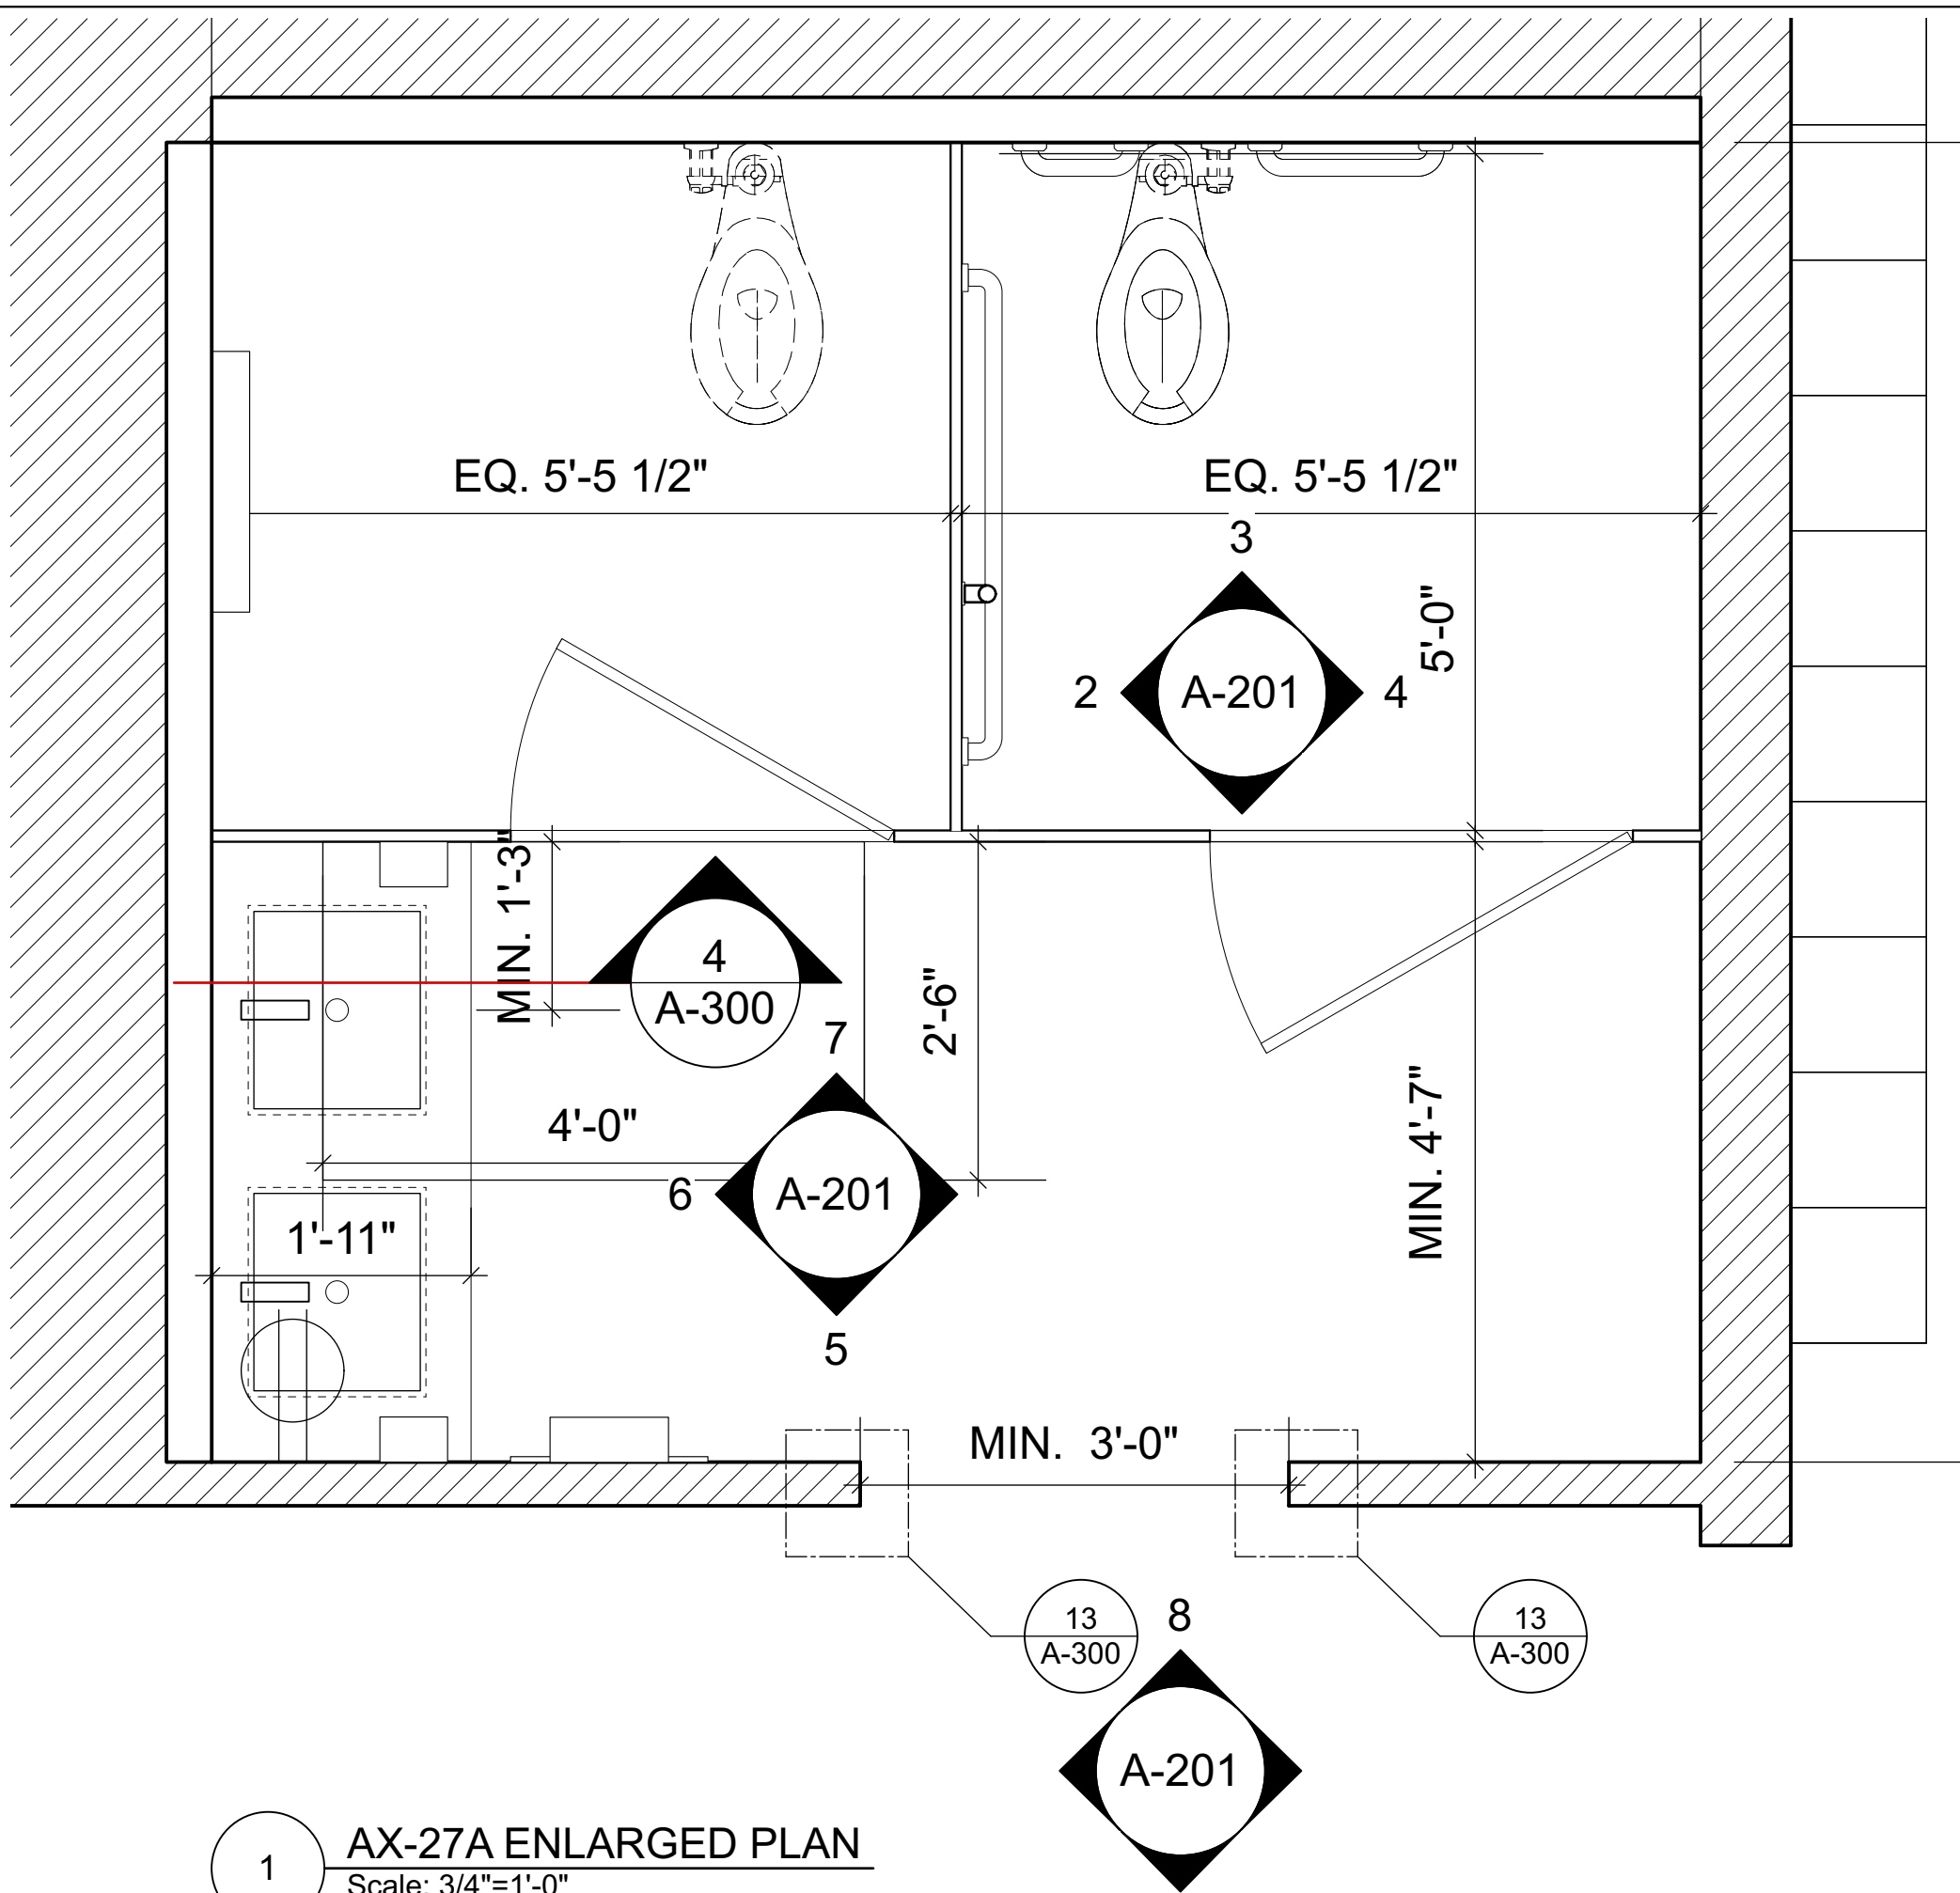 EQ. 5'-5 1/2"
EQ. 5'-5 1/2"
3
5'-0"
2
A-201
4
MIN. 1'-3"
4
A-300
2'-6"
7
4'-0"
MIN. 4'-7"
6
A-201
1'-11"
5
MIN. 3'-0"
13
A-300
8
13
A-300
A-201
1
AX-27A ENLARGED PLAN
Scale: 3/4"=1'-0"